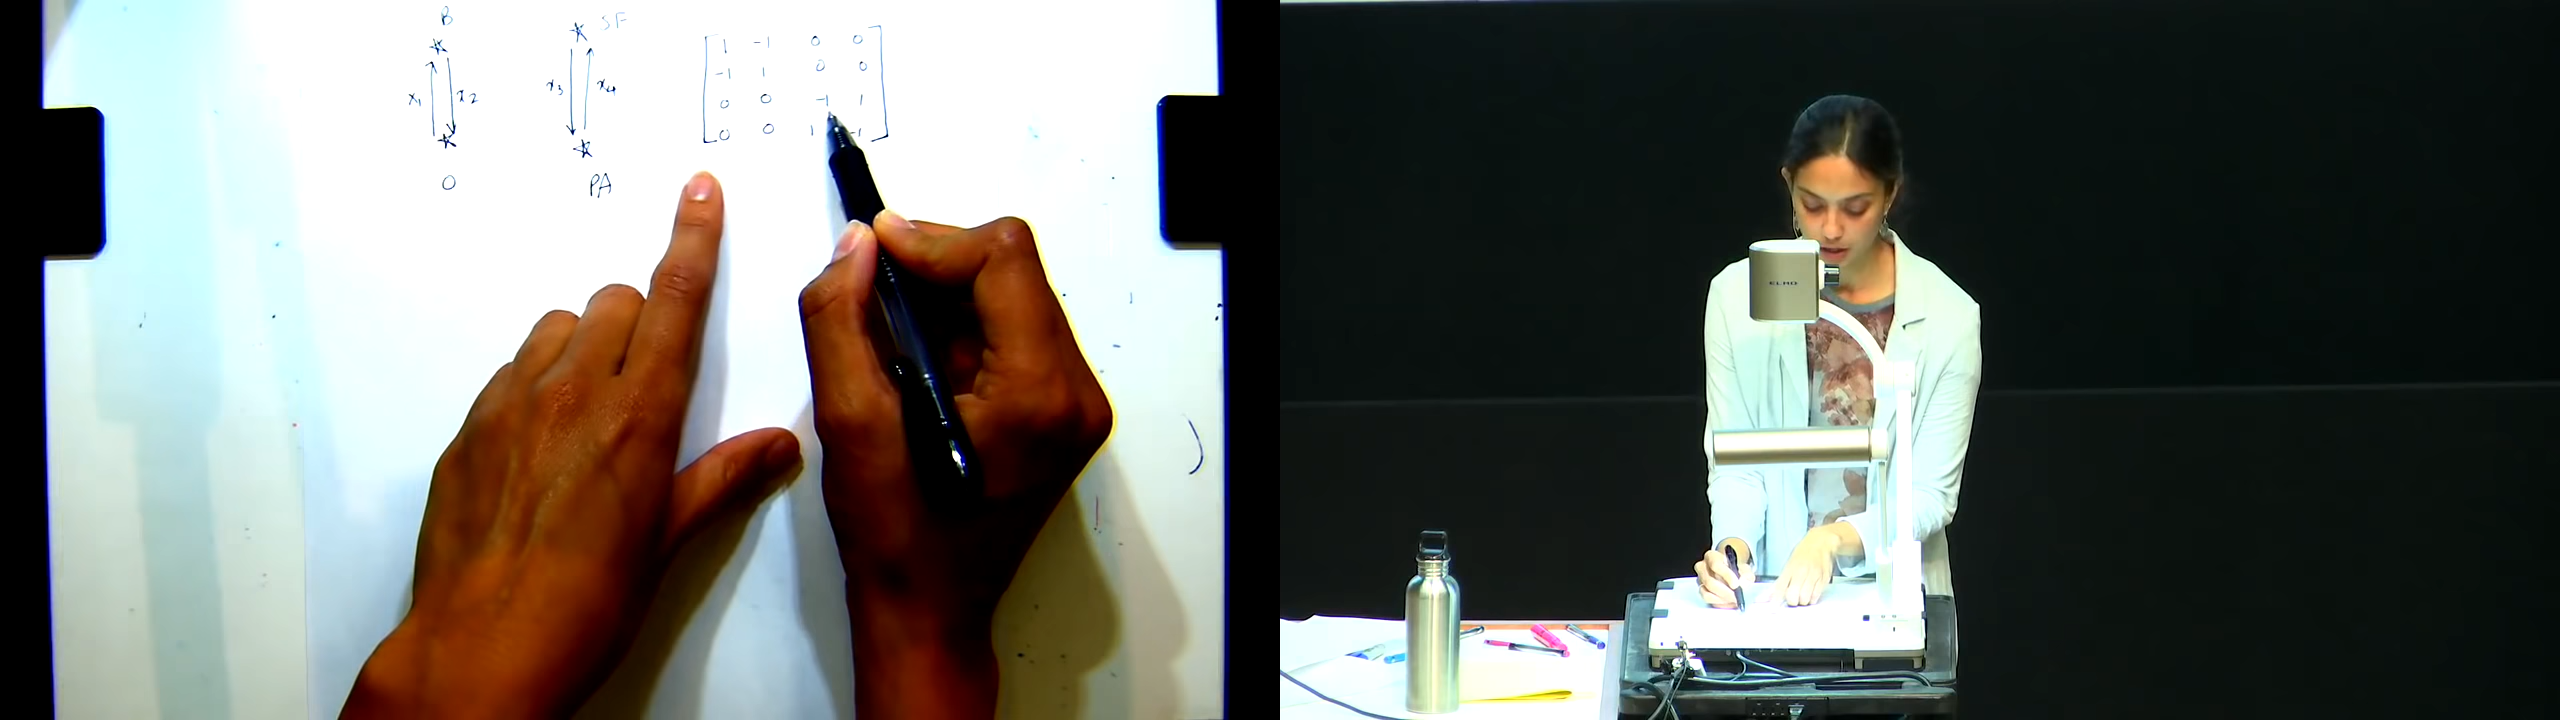 B
SF
x1 x2
x3 x4
O
PA
1 -1 0 0
-1 1 0 0
0 0 -1 1
0 0 1 -1
ELMO